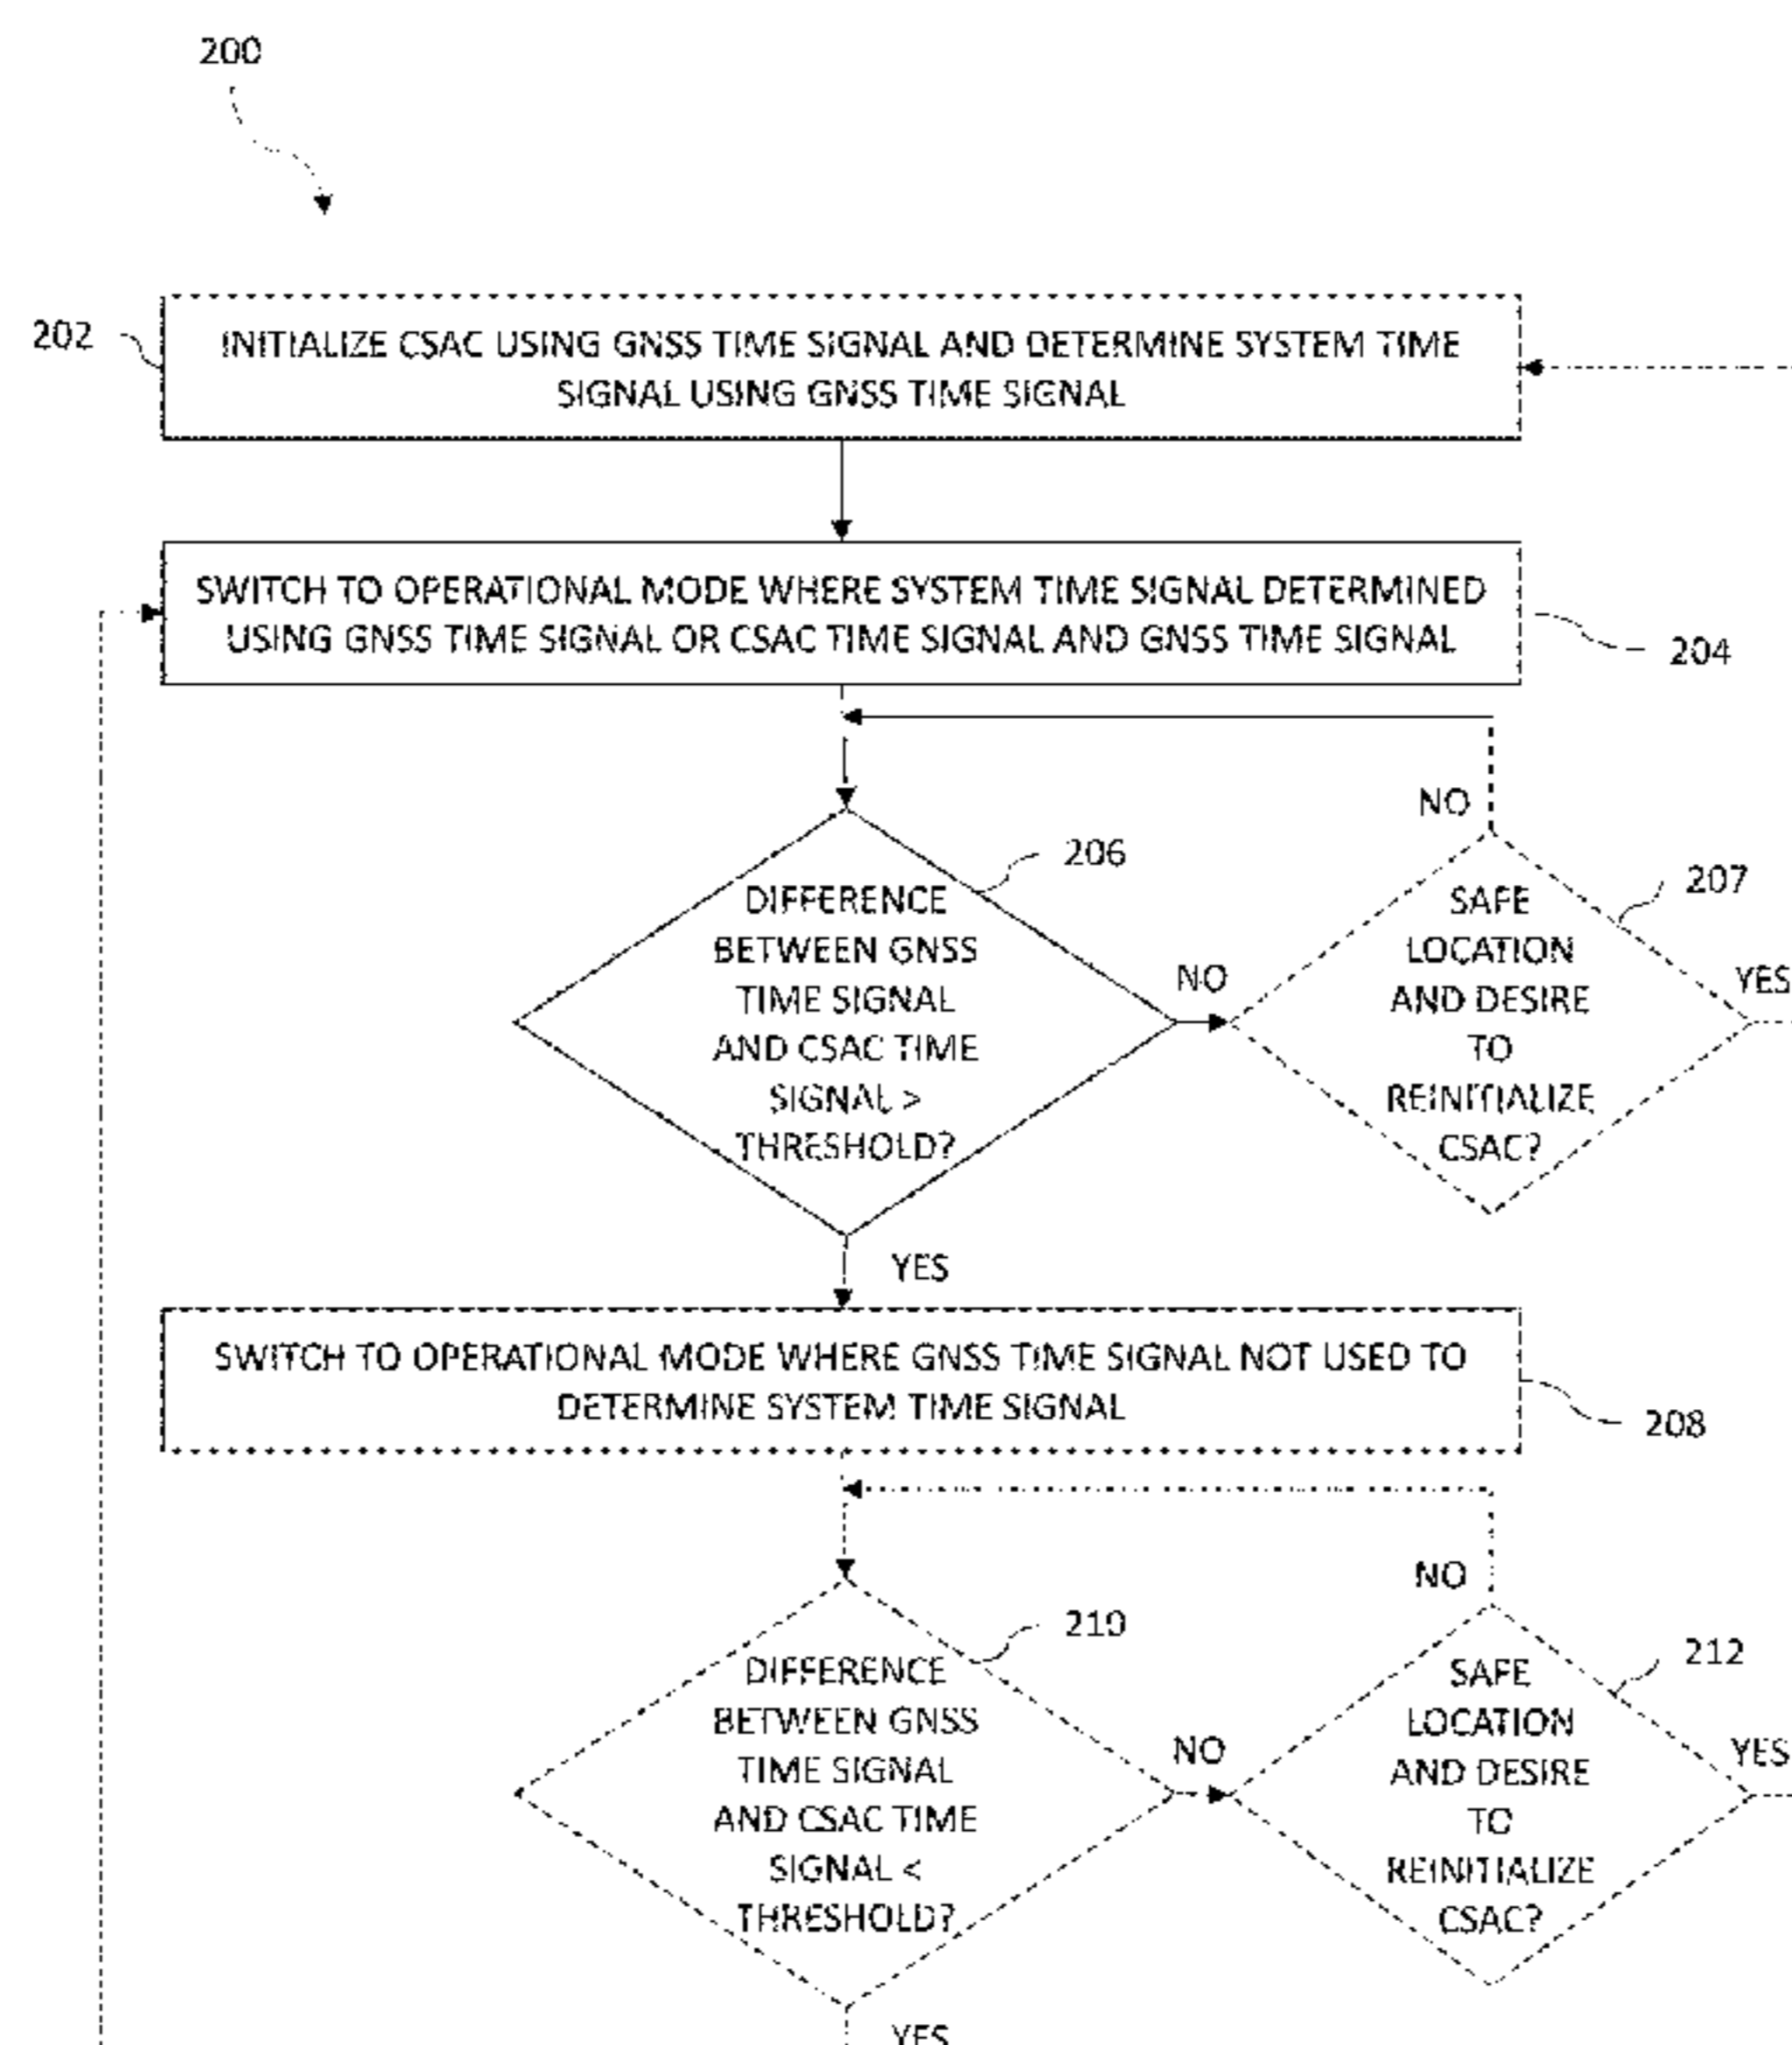 200
202
INITIALIZE CSAC USING GNSS TIME SIGNAL AND DETERMINE SYSTEM TIME
SIGNAL USING GNSS TIME SIGNAL
SWITCH TO OPERATIONAL MODE WHERE SYSTEM TIME SIGNAL DETERMINED
USING GNSS TIME SIGNAL OR CSAC TIME SIGNAL AND GNSS TIME SIGNAL
204
206
DIFFERENCE
BETWEEN GNSS
TIME SIGNAL
AND CSAC TIME
SIGNAL >
THRESHOLD?
NO
NO
207
SAFE
LOCATION
AND DESIRE
TO
REINITIALIZE
CSAC?
YES
YES
SWITCH TO OPERATIONAL MODE WHERE GNSS TIME SIGNAL NOT USED TO
DETERMINE SYSTEM TIME SIGNAL
208
210
DIFFERENCE
BETWEEN GNSS
TIME SIGNAL
AND CSAC TIME
SIGNAL <
THRESHOLD?
NO
NO
212
SAFE
LOCATION
AND DESIRE
TO
REINITIALIZE
CSAC?
YES
YES